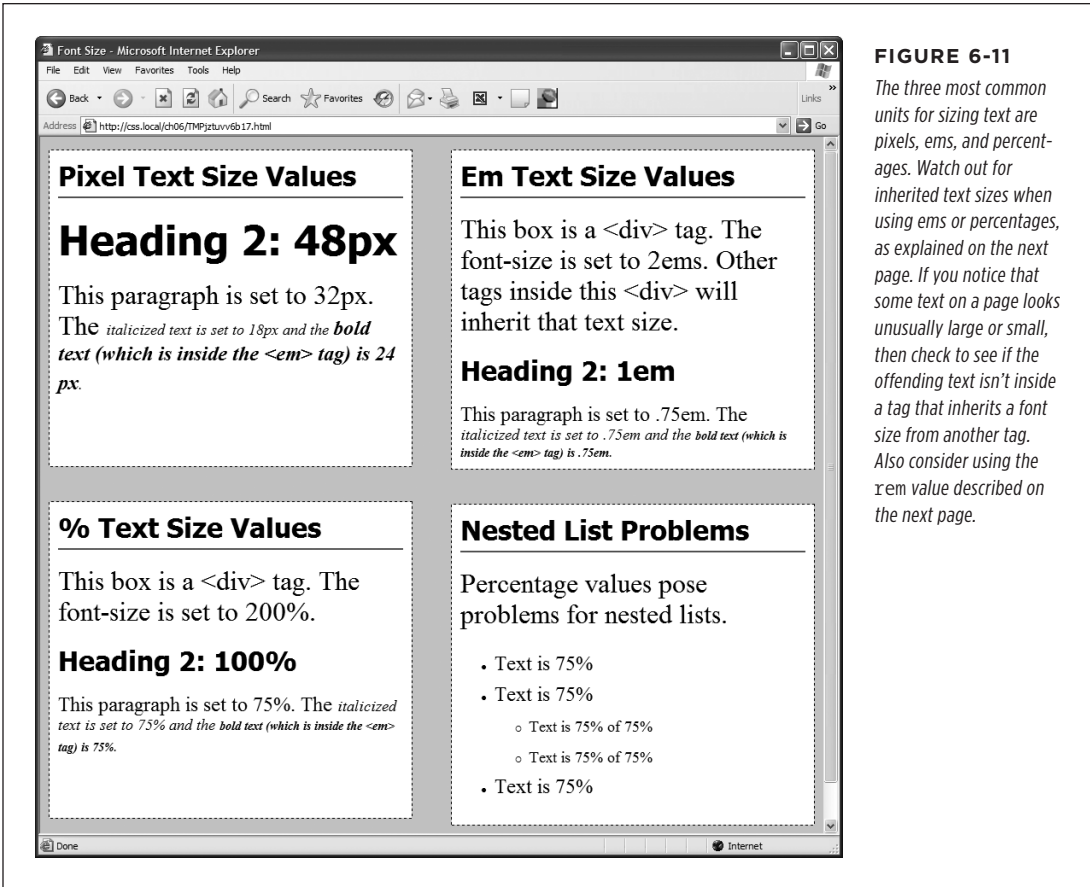 Font Size - Microsoft Internet Explorer
File Edit View Favorites Tools Help
Back Search Favorites Links »
Address http://css.local/ch06/TMPjztuvv6b17.html Go
Pixel Text Size Values
Heading 2: 48px
This paragraph is set to 32px.
The italicized text is set to 18px and the bold
text (which is inside the <em> tag) is 24
px.
Em Text Size Values
This box is a <div> tag. The
font-size is set to 2ems. Other
tags inside this <div> will
inherit that text size.
Heading 2: 1em
This paragraph is set to .75em. The
italicized text is set to .75em and the bold text (which is
inside the <em> tag) is .75em.
% Text Size Values
This box is a <div> tag. The
font-size is set to 200%.
Heading 2: 100%
This paragraph is set to 75%. The italicized
text is set to 75% and the bold text (which is inside the <em>
tag) is 75%.
Nested List Problems
Percentage values pose
problems for nested lists.
• Text is 75%
• Text is 75%
○ Text is 75% of 75%
○ Text is 75% of 75%
• Text is 75%
Done Internet
FIGURE 6-11
The three most common
units for sizing text are
pixels, ems, and percent-
ages. Watch out for
inherited text sizes when
using ems or percentages,
as explained on the next
page. If you notice that
some text on a page looks
unusually large or small,
then check to see if the
offending text isn't inside
a tag that inherits a font
size from another tag.
Also consider using the
rem value described on
the next page.